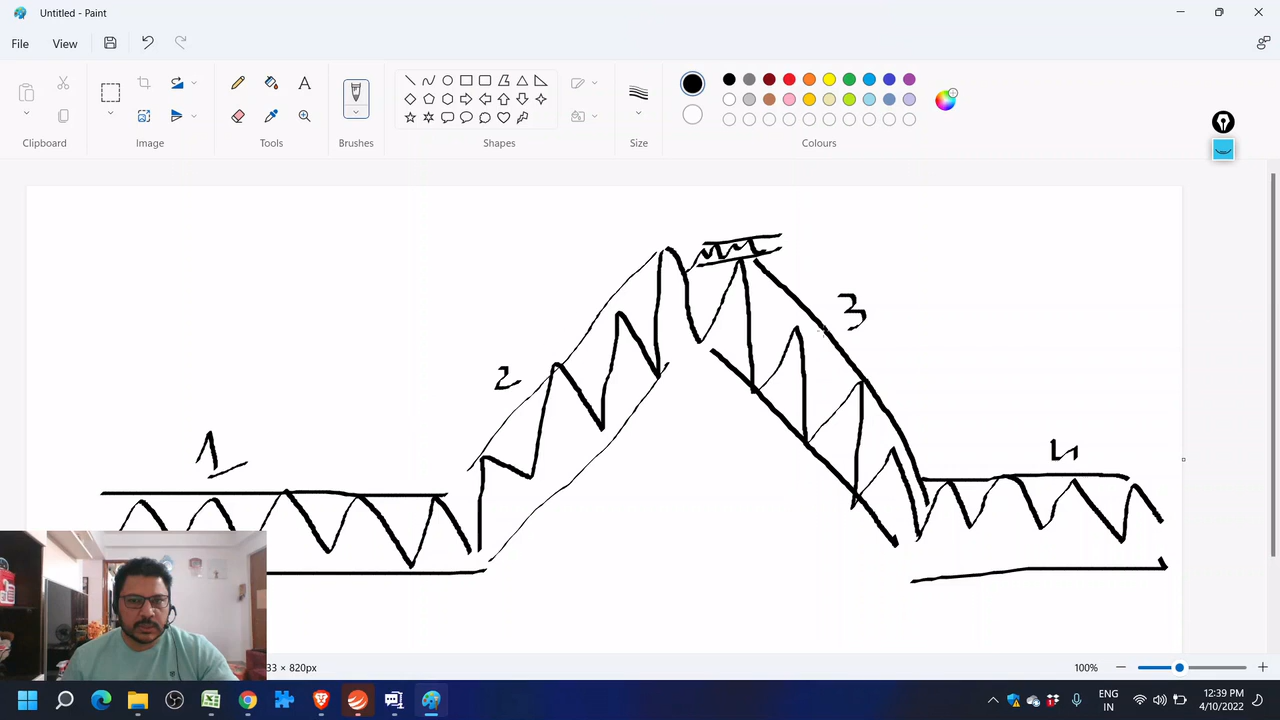 Untitled - Paint
File View
Clipboard
Image
Tools
Brushes
Shapes
Size
Colours
A
3
2
1
4
33 × 820px
100%
ENG
IN
12:39 PM
4/10/2022